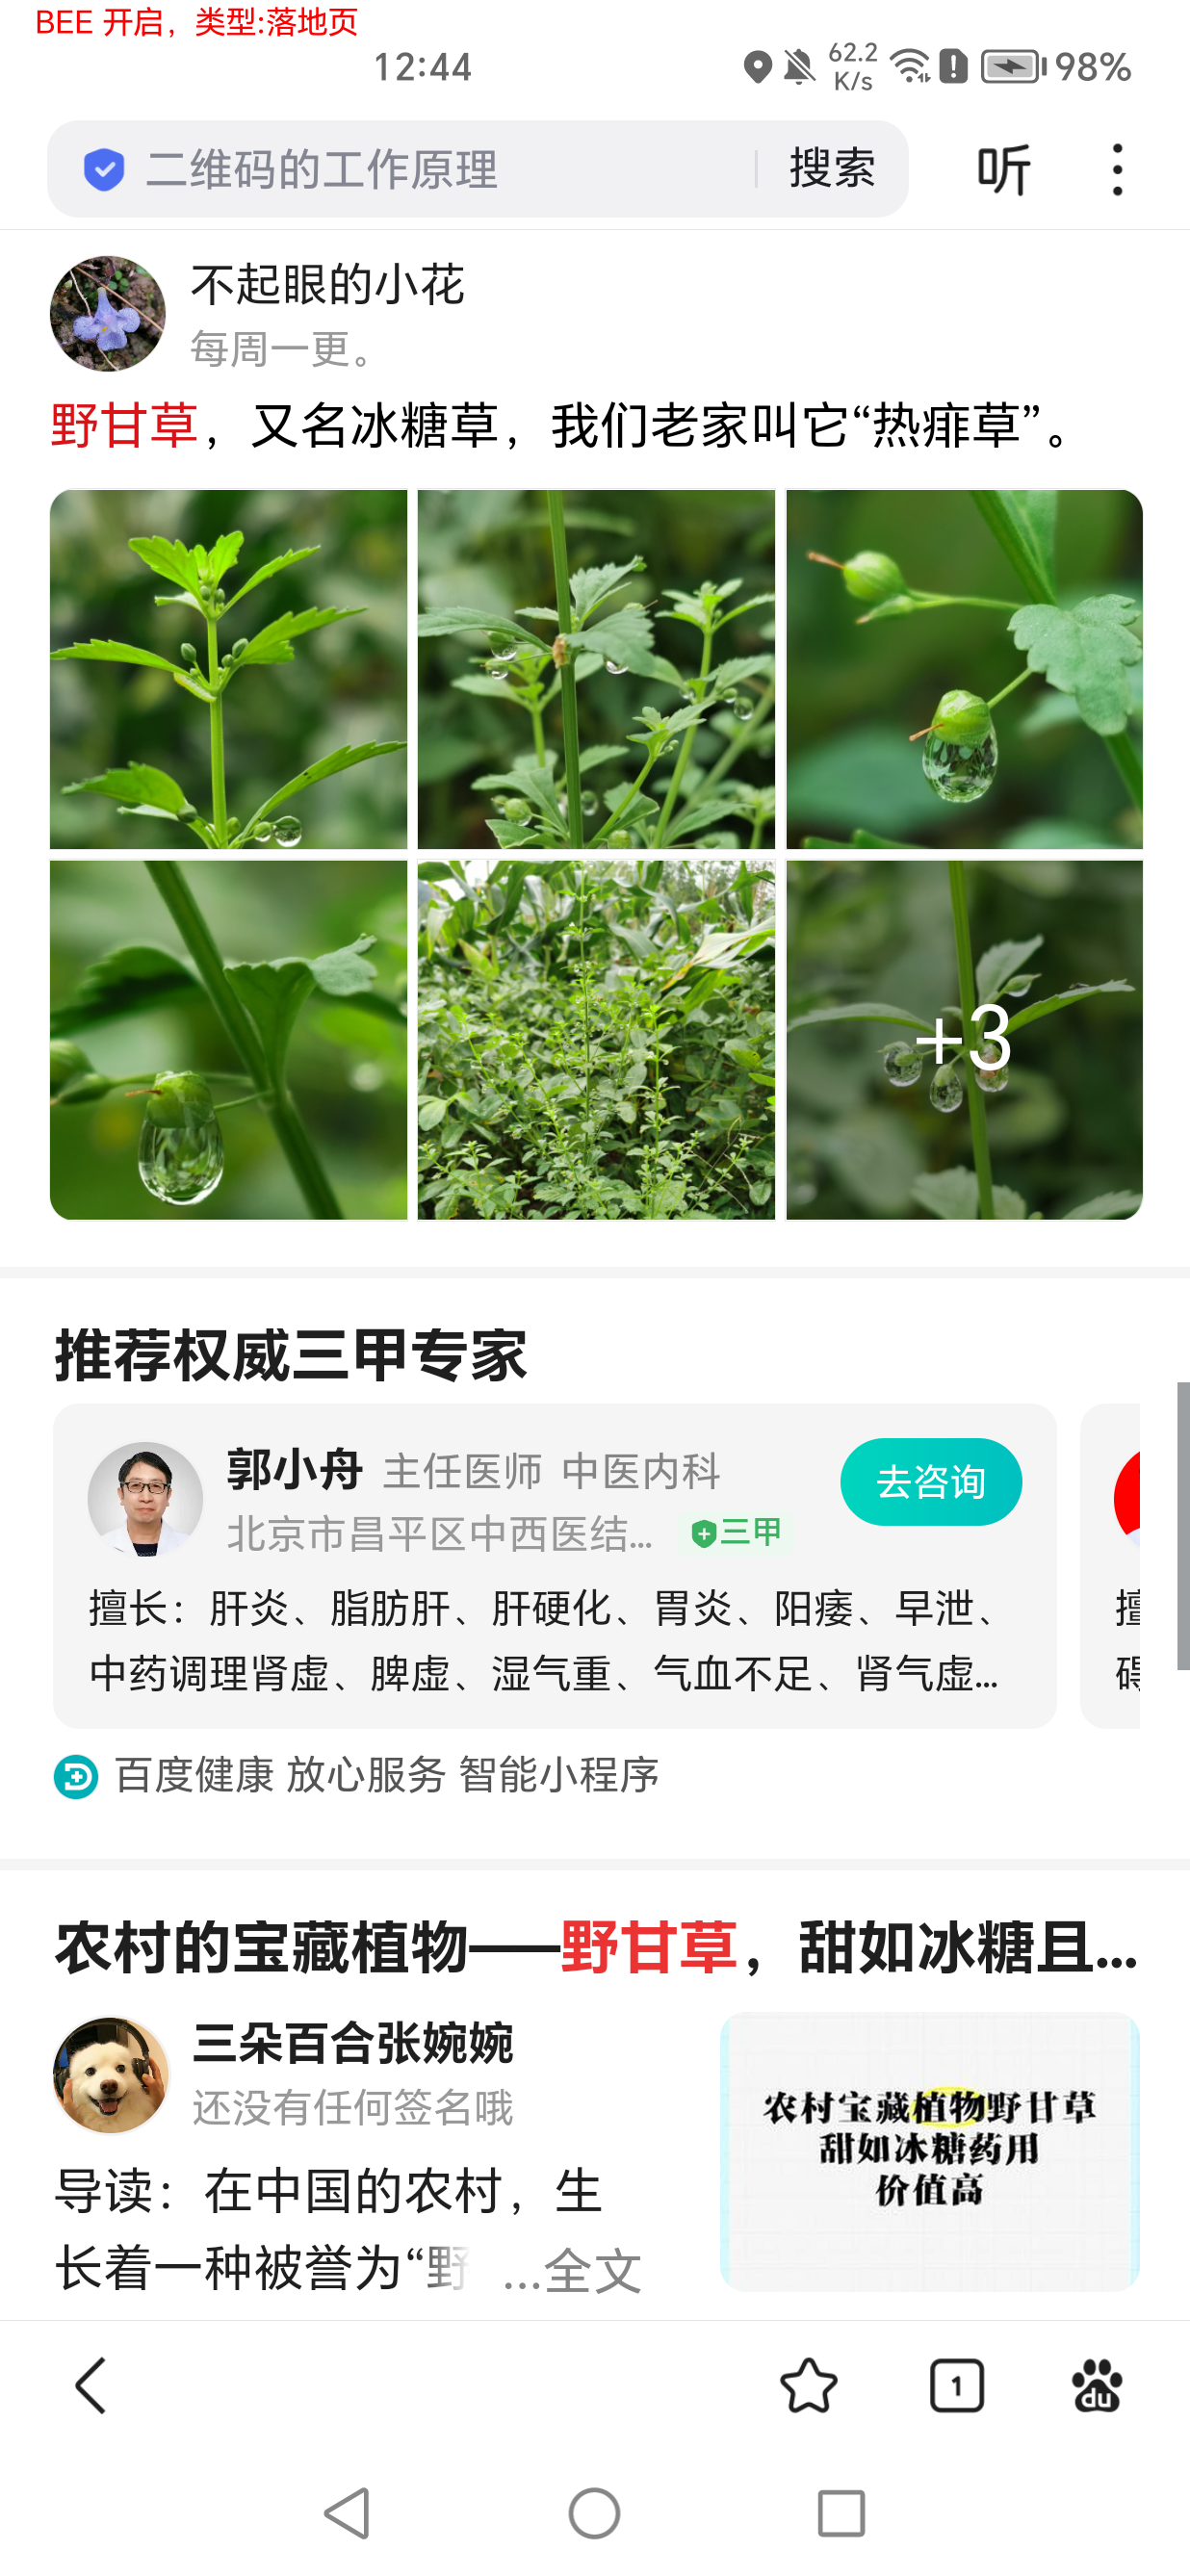 BEE 开启，类型:落地页
12:44
62.2
K/s
98%
二维码的工作原理
搜索
听
不起眼的小花
每周一更。
野甘草，又名冰糖草，我们老家叫它“热痱草”。
+3
推荐权威三甲专家
郭小舟 主任医师 中医内科
去咨询
北京市昌平区中西医结... 三甲
擅长：肝炎、脂肪肝、肝硬化、胃炎、阳痿、早泄、
中药调理肾虚、脾虚、湿气重、气血不足、肾气虚...
百度健康 放心服务 智能小程序
农村的宝藏植物——野甘草，甜如冰糖且...
三朵百合张婉婉
还没有任何签名哦
导读：在中国的农村，生
长着一种被誉为“野 ...全文
农村宝藏植物野甘草
甜如冰糖药用
价值高
1
du